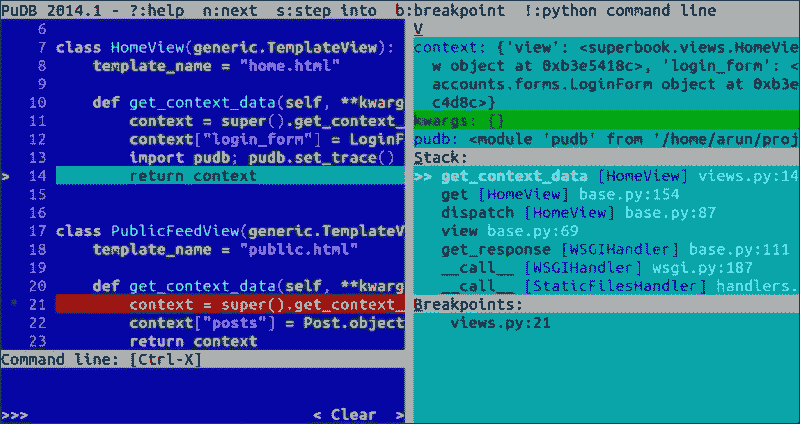 PuDB 2014.1 - ?:help  n:next  s:step into  b:breakpoint  !:python command line
6
7 class HomeView(generic.TemplateView):
8     template_name = "home.html"
9
10     def get_context_data(self, **kwarg
11         context = super().get_context_
12         context["login_form"] = LoginF
13         import pudb; pudb.set_trace()
> 14         return context
15
16
17 class PublicFeedView(generic.TemplateV
18     template_name = "public.html"
19
20     def get_context_data(self, **kwarg
21         context = super().get_context_
22         context["posts"] = Post.object
23         return context
Command line: [Ctrl-X]
>>> < Clear  >
V
context: {'view': <superbook.views.HomeVie
w object at 0xb3e5418c>, 'login_form': <
accounts.forms.LoginForm object at 0xb3e
c4d8c>}
kwargs: {}
pudb: <module 'pudb' from '/home/arun/proj
Stack:
>> get_context_data [HomeView] views.py:14
get [HomeView] base.py:154
dispatch [HomeView] base.py:87
view base.py:69
get_response [WSGIHandler] base.py:111
__call__ [WSGIHandler] wsgi.py:187
__call__ [StaticFilesHandler] handlers.
Breakpoints:
views.py:21